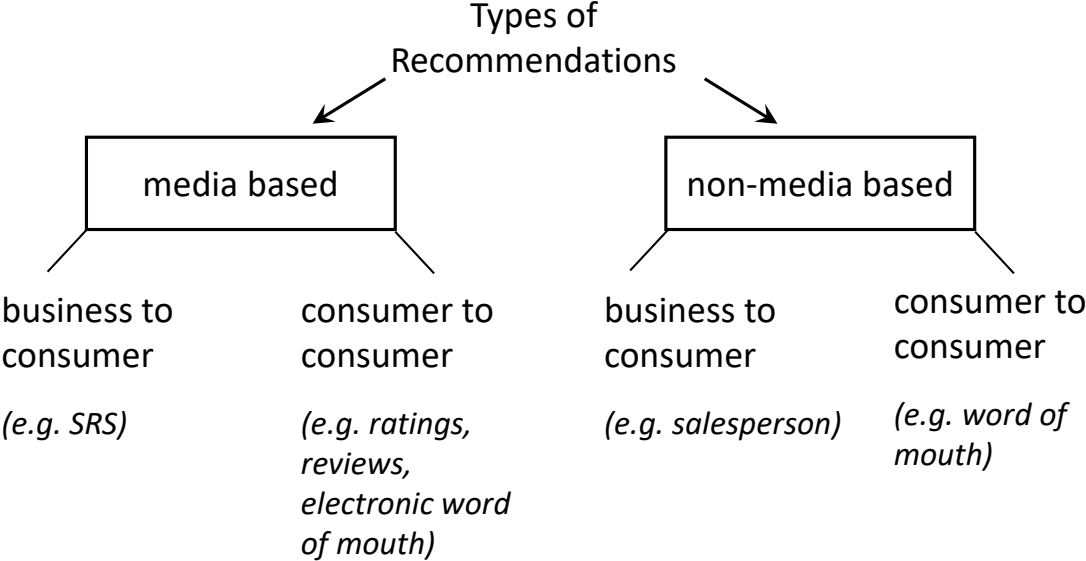 Types of
Recommendations
media based
non-media based
business to
consumer
(e.g. SRS)
consumer to
consumer
(e.g. ratings,
reviews,
electronic word
of mouth)
business to
consumer
(e.g. salesperson)
consumer to
consumer
(e.g. word of
mouth)